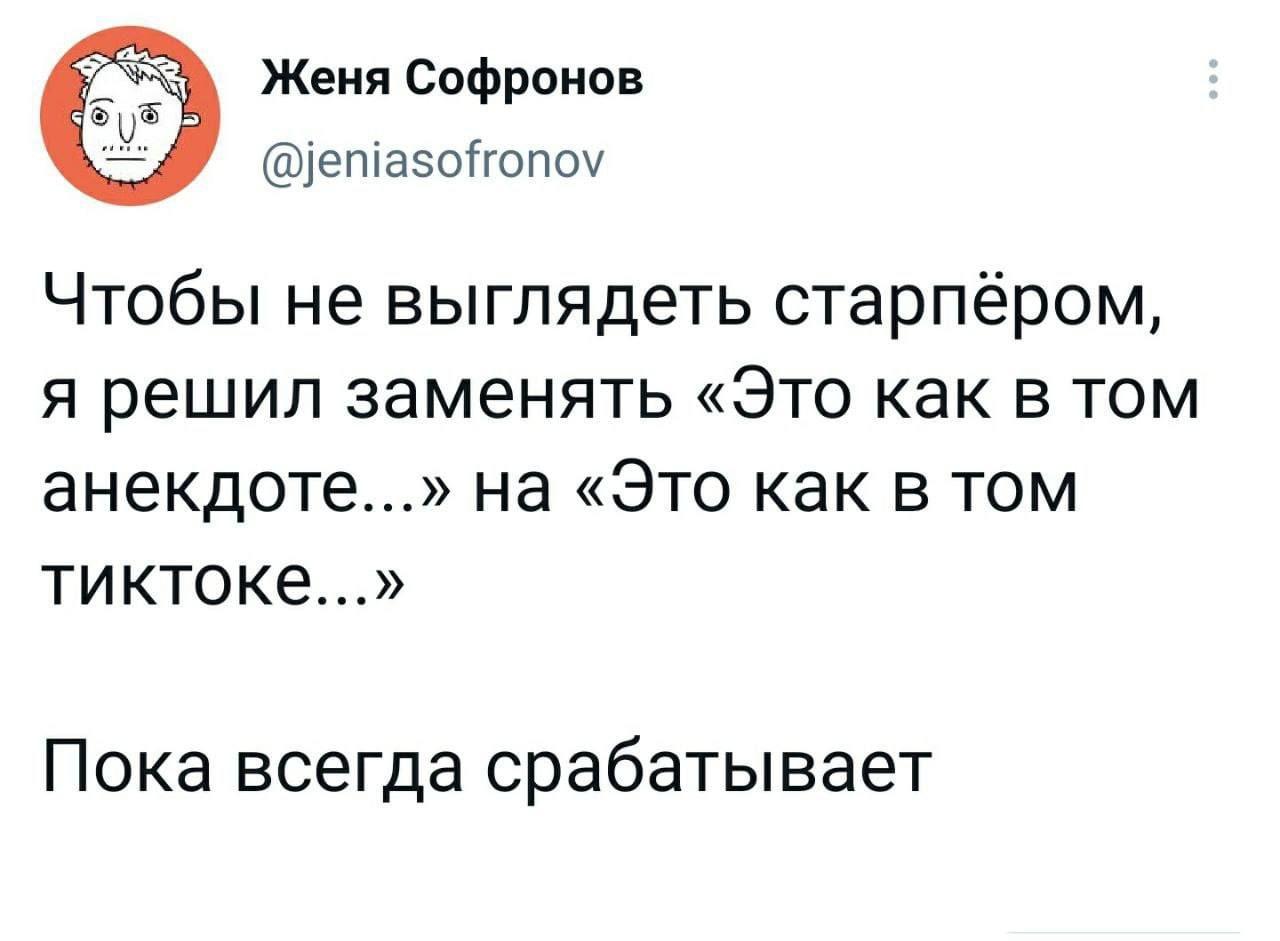 Женя Софронов
@jeniasofronov
Чтобы не выглядеть старпёром,
я решил заменять «Это как в том
анекдоте...» на «Это как в том
тиктоке...»
Пока всегда срабатывает